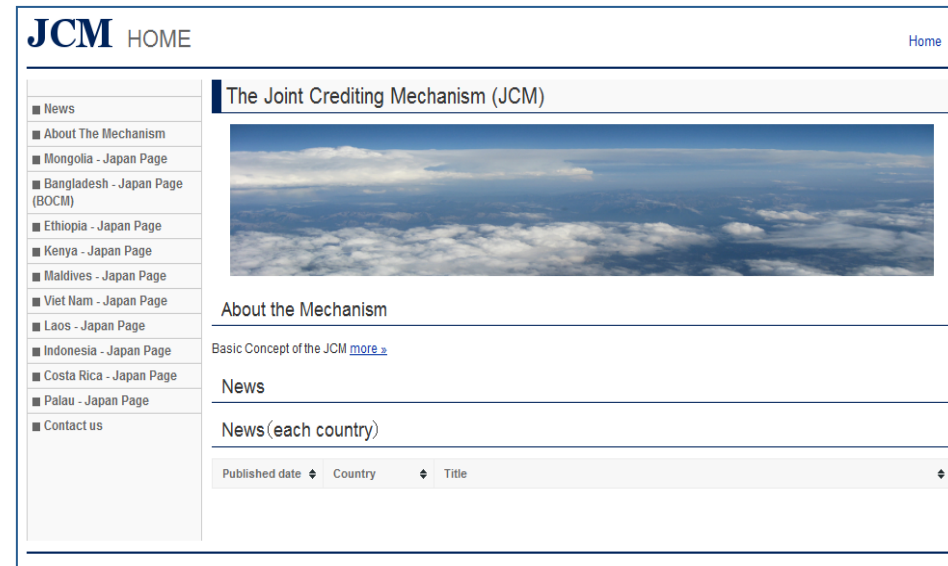 JCM HOME
Home
News
About The Mechanism
Mongolia - Japan Page
Bangladesh - Japan Page
(BOCM)
Ethiopia - Japan Page
Kenya - Japan Page
Maldives - Japan Page
Viet Nam - Japan Page
Laos - Japan Page
Indonesia - Japan Page
Costa Rica - Japan Page
Palau - Japan Page
Contact us
The Joint Crediting Mechanism (JCM)
About the Mechanism
Basic Concept of the JCM more »
News
News(each country)
Published date Country Title